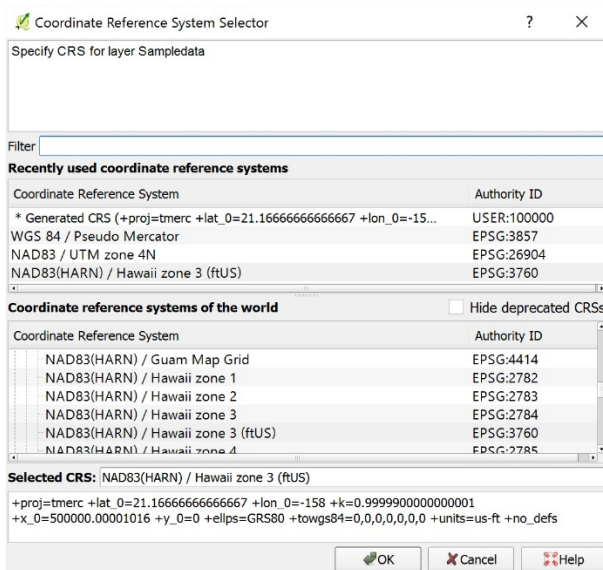 Coordinate Reference System Selector ? ×
Specify CRS for layer Sampledata
Filter
Recently used coordinate reference systems
Coordinate Reference System Authority ID
* Generated CRS (+proj=tmerc +lat_0=21.16666666666667 +lon_0=-15... USER:100000
WGS 84 / Pseudo Mercator EPSG:3857
NAD83 / UTM zone 4N EPSG:26904
NAD83(HARN) / Hawaii zone 3 (ftUS) EPSG:3760
Coordinate reference systems of the world Hide deprecated CRSs
Coordinate Reference System Authority ID
NAD83(HARN) / Guam Map Grid EPSG:4414
NAD83(HARN) / Hawaii zone 1 EPSG:2782
NAD83(HARN) / Hawaii zone 2 EPSG:2783
NAD83(HARN) / Hawaii zone 3 EPSG:2784
NAD83(HARN) / Hawaii zone 3 (ftUS) EPSG:3760
NAD83(HARN) / Hawaii zone 4 EPSG:2785
Selected CRS: NAD83(HARN) / Hawaii zone 3 (ftUS)
+proj=tmerc +lat_0=21.16666666666667 +lon_0=-158 +k=0.9999900000000001
+x_0=500000.00001016 +y_0=0 +ellps=GRS80 +towgs84=0,0,0,0,0,0,0 +units=us-ft +no_defs
OK Cancel Help